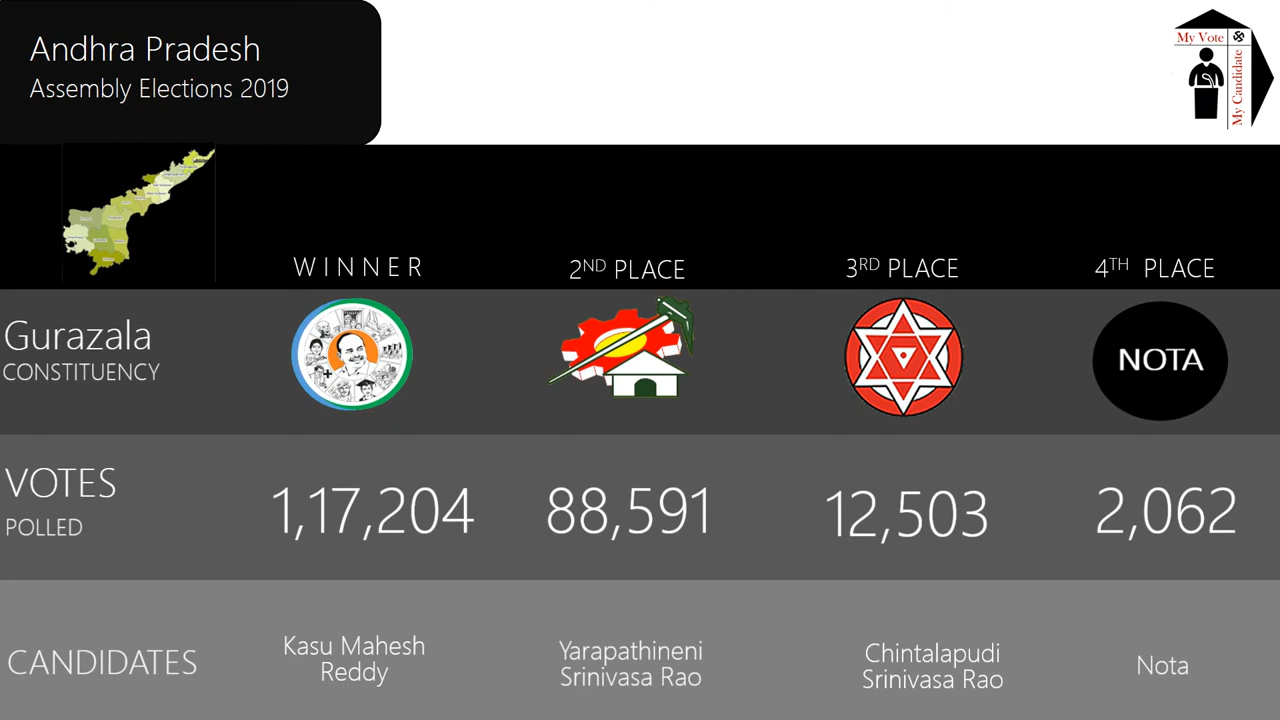 Andhra Pradesh
Assembly Elections 2019
My Vote
My Candidate
WINNER
2ND PLACE
3RD PLACE
4TH PLACE
Gurazala
CONSTITUENCY
NOTA
VOTES
POLLED
1,17,204
88,591
12,503
2,062
CANDIDATES
Kasu Mahesh
Reddy
Yarapathineni
Srinivasa Rao
Chintalapudi
Srinivasa Rao
Nota